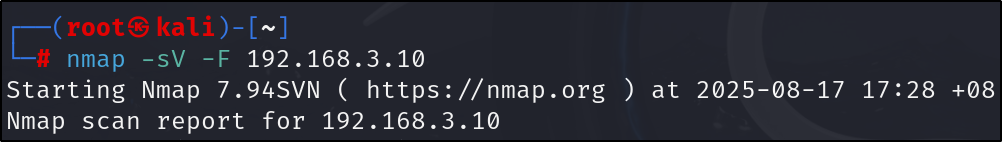 ┌──(root㉿kali)-[~]
└─# nmap -sV -F 192.168.3.10
Starting Nmap 7.94SVN ( https://nmap.org ) at 2025-08-17 17:28 +08
Nmap scan report for 192.168.3.10